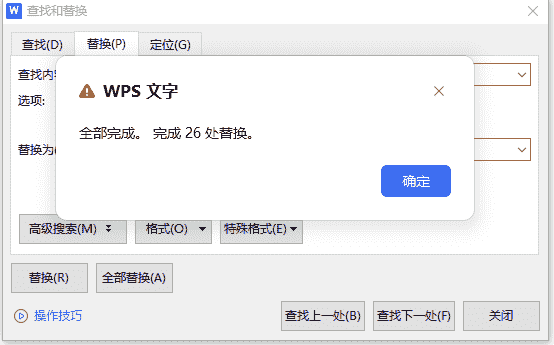 W 查找和替换
查找(D) 替换(P) 定位(G)
查找内
WPS 文字
选项:
全部完成。 完成 26 处替换。
替换为(
确定
高级搜索(M) 格式(O) 特殊格式(E)
替换(R) 全部替换(A)
操作技巧 查找上一处(B) 查找下一处(F) 关闭